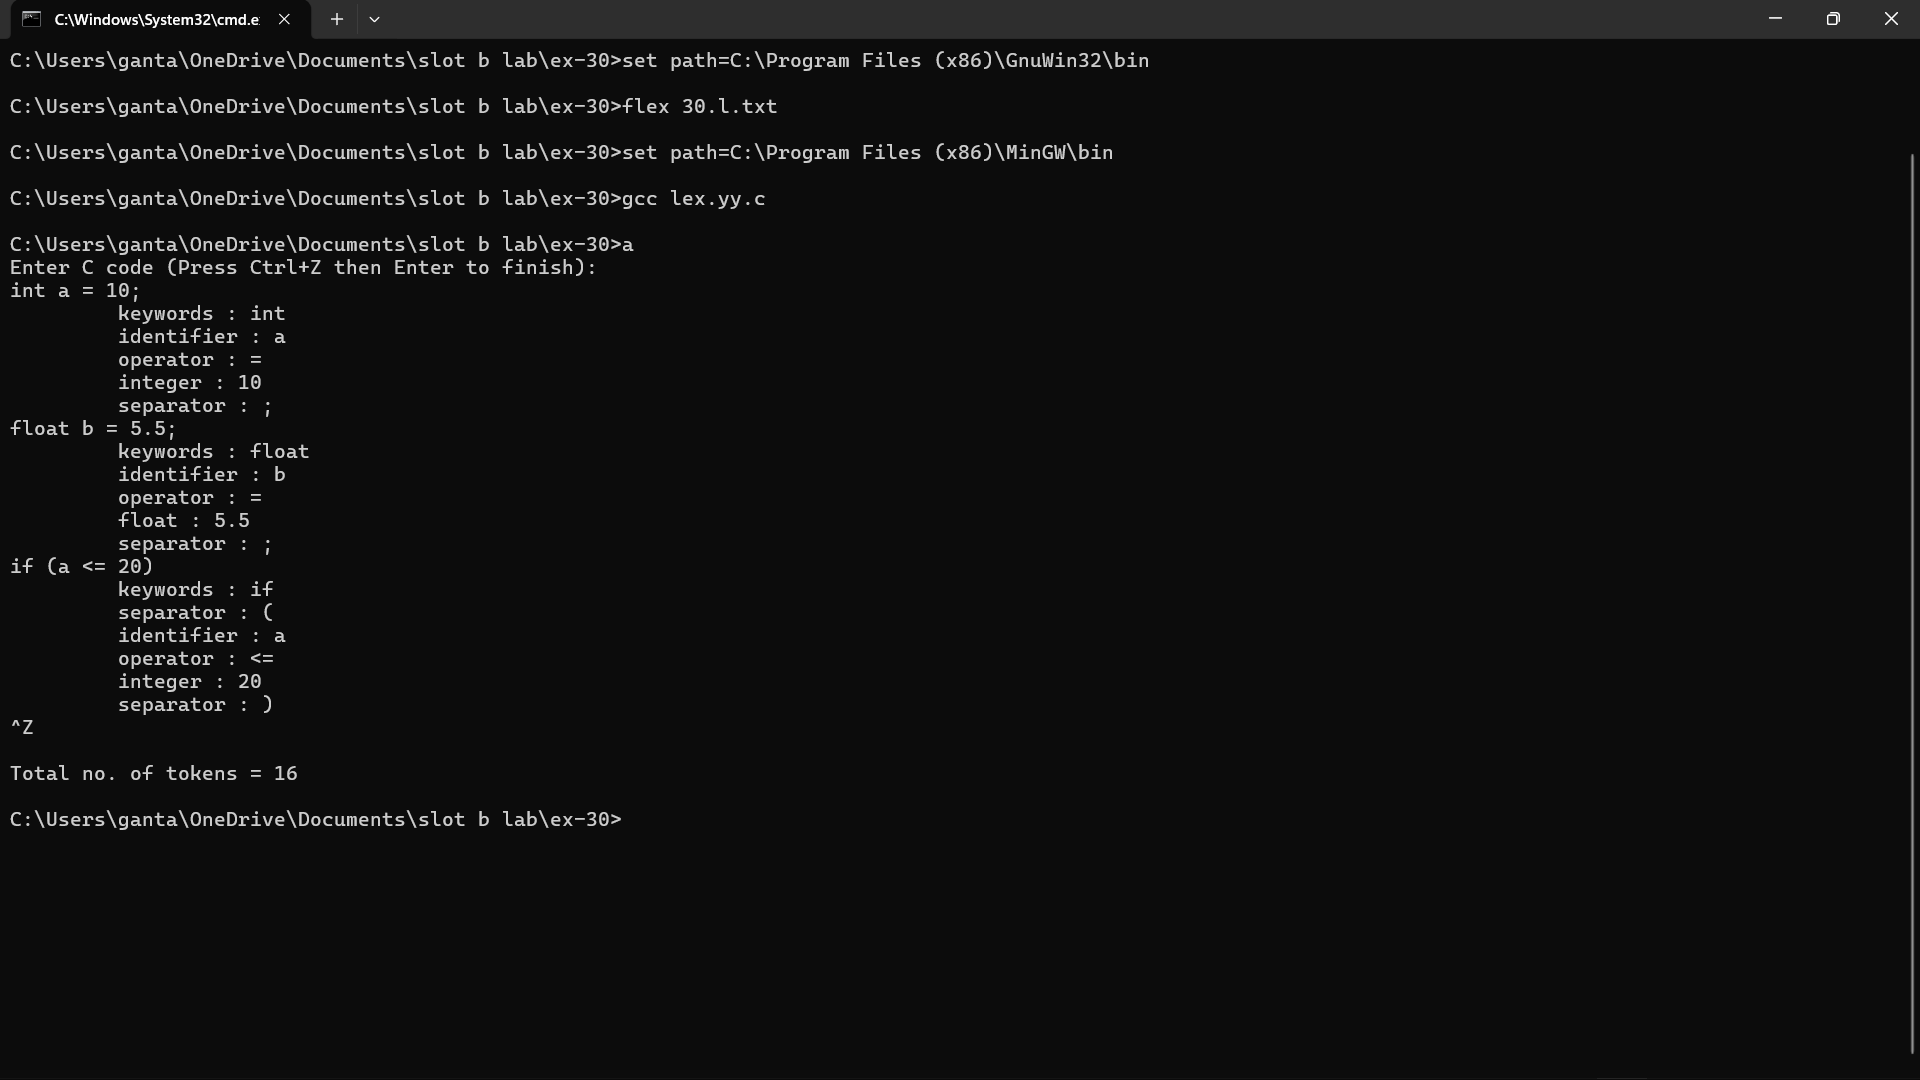 C:\Windows\System32\cmd.e
C:\Users\ganta\OneDrive\Documents\slot b lab\ex-30>set path=C:\Program Files (x86)\GnuWin32\bin
C:\Users\ganta\OneDrive\Documents\slot b lab\ex-30>flex 30.l.txt
C:\Users\ganta\OneDrive\Documents\slot b lab\ex-30>set path=C:\Program Files (x86)\MinGW\bin
C:\Users\ganta\OneDrive\Documents\slot b lab\ex-30>gcc lex.yy.c
C:\Users\ganta\OneDrive\Documents\slot b lab\ex-30>a
Enter C code (Press Ctrl+Z then Enter to finish):
int a = 10;
keywords : int
identifier : a
operator : =
integer : 10
separator : ;
float b = 5.5;
keywords : float
identifier : b
operator : =
float : 5.5
separator : ;
if (a <= 20)
keywords : if
separator : (
identifier : a
operator : <=
integer : 20
separator : )
^Z
Total no. of tokens = 16
C:\Users\ganta\OneDrive\Documents\slot b lab\ex-30>